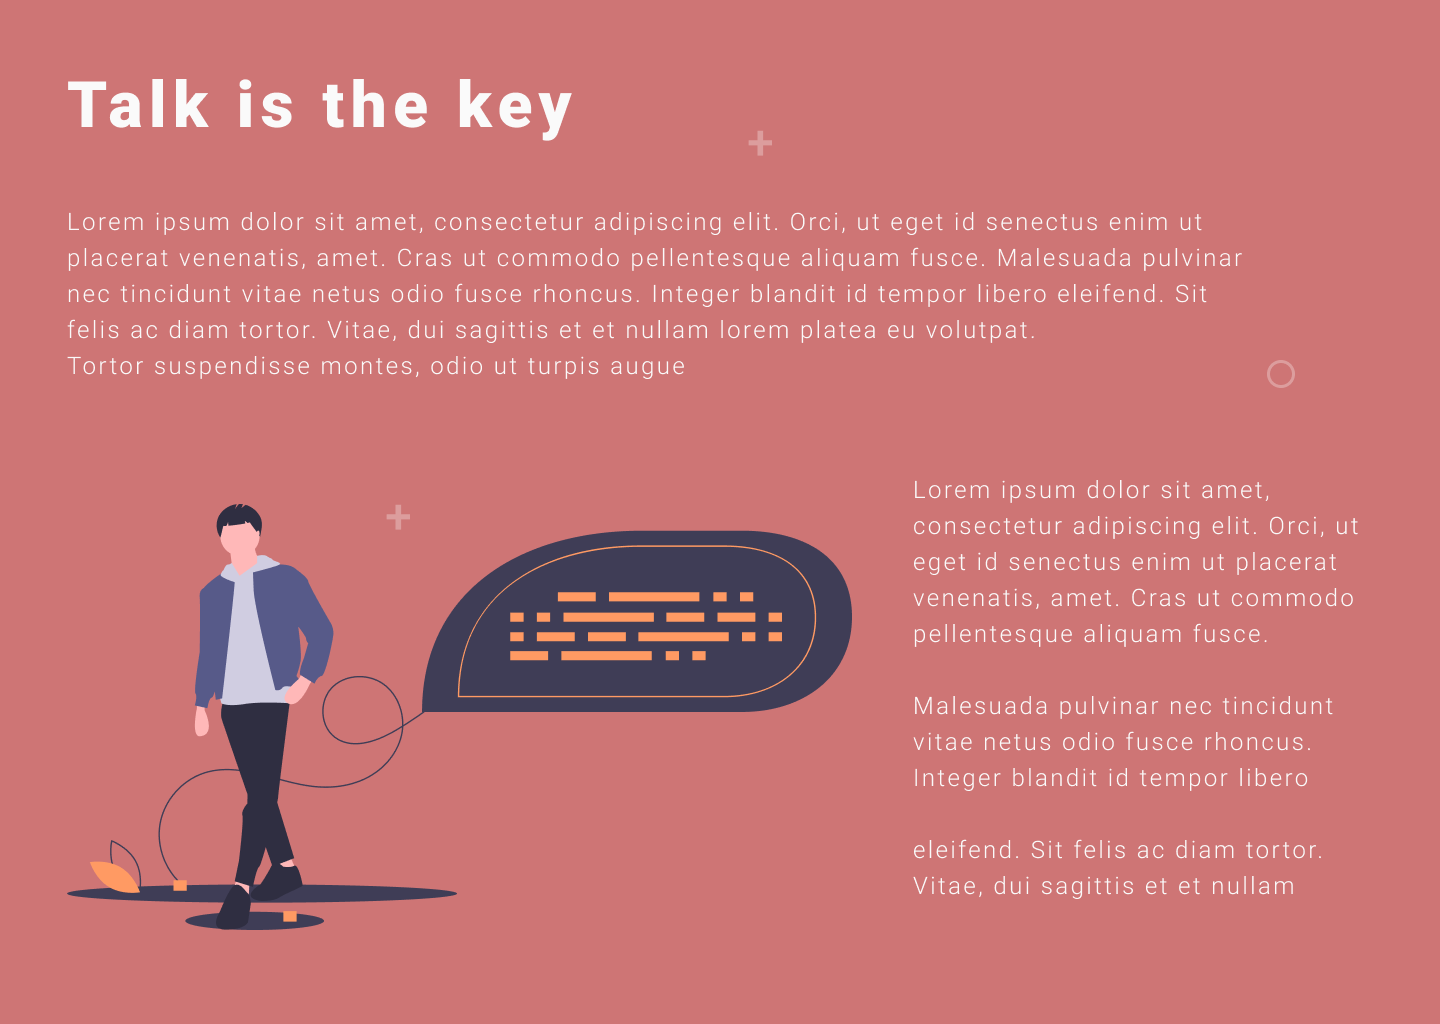 Talk is the key
Lorem ipsum dolor sit amet, consectetur adipiscing elit. Orci, ut eget id senectus enim ut
placerat venenatis, amet. Cras ut commodo pellentesque aliquam fusce. Malesuada pulvinar
nec tincidunt vitae netus odio fusce rhoncus. Integer blandit id tempor libero eleifend. Sit
felis ac diam tortor. Vitae, dui sagittis et et nullam lorem platea eu volutpat.
Tortor suspendisse montes, odio ut turpis augue
Lorem ipsum dolor sit amet,
consectetur adipiscing elit. Orci, ut
eget id senectus enim ut placerat
venenatis, amet. Cras ut commodo
pellentesque aliquam fusce.
Malesuada pulvinar nec tincidunt
vitae netus odio fusce rhoncus.
Integer blandit id tempor libero
eleifend. Sit felis ac diam tortor.
Vitae, dui sagittis et et nullam